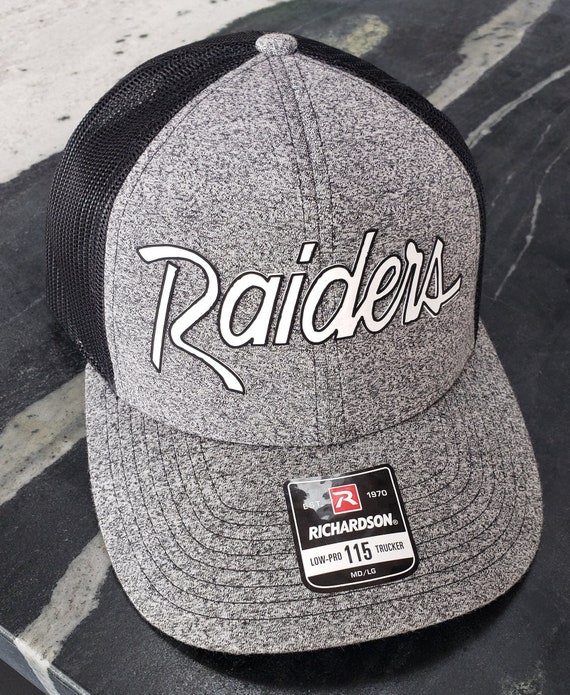 Raiders
EST R 1970
RICHARDSON®
LOW-PRO 115 TRUCKER
MD/LG